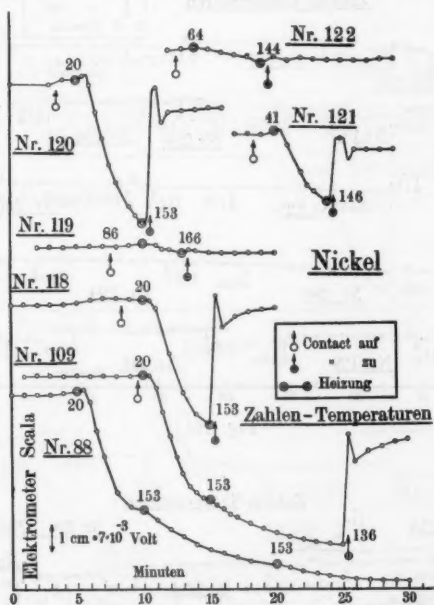 64
Nr. 122
144
20
41
Nr. 121
Nr. 120
153
146
Nr. 119
86
166
Nickel
Nr. 118
20
Contact auf
" zu
Heizung
Nr. 109
20
153
Zahlen-Temperaturen
20
Nr. 88
153
153
136
153
Elektrometer Scala
1 cm = 7·10⁻³ Volt
Minuten
0 5 10 15 20 25 30